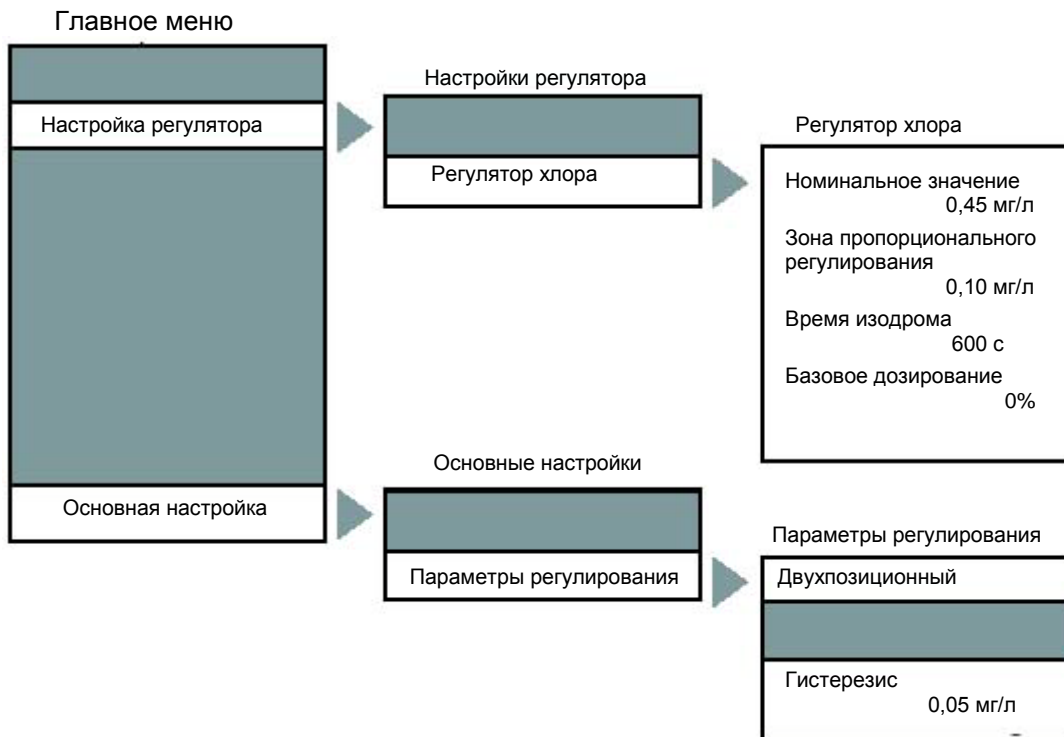 Главное меню
Настройка регулятора
Основная настройка
Настройки регулятора
Регулятор хлора
Регулятор хлора
Номинальное значение
0,45 мг/л
Зона пропорционального
регулирования
0,10 мг/л
Время изодрома
600 с
Базовое дозирование
0%
Основные настройки
Параметры регулирования
Параметры регулирования
Двухпозиционный
Гистерезис
0,05 мг/л